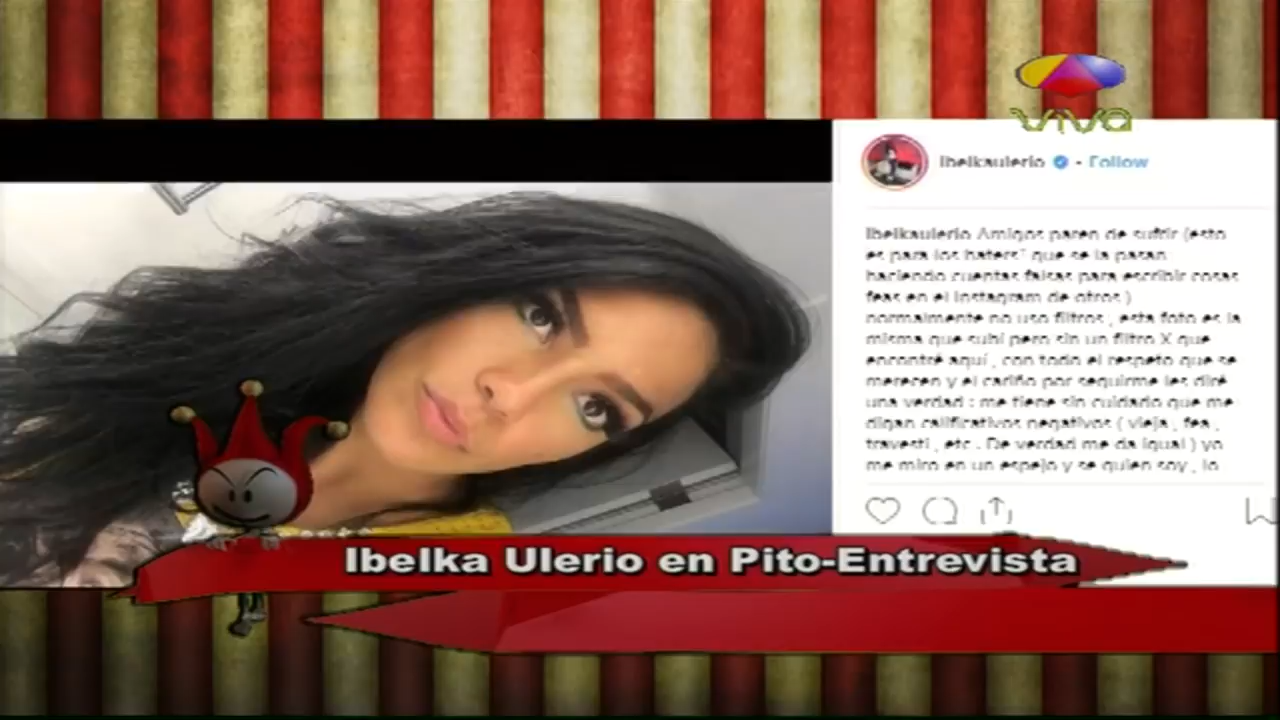 VIVA
Ibelkaulerio • Follow
Ibelkaulerio Amigos paren de sufrir (esto
es para los haters" que se la pasan
haciendo cuentas falsas para escribir cosas
feas en el Instagram de otros )
normalmente no uso filtros , esta foto es la
misma que subí pero sin un filtro X que
encontré aquí , con todo el respeto que se
merecen y el cariño por seguirme les diré
una verdad : me tiene sin cuidado que me
digan calificativos negativos ( vieja , fea ,
travesti , etc . De verdad me da igual ) yo
me miro en un espejo y se quien soy , lo
Ibelka Ulerio en Pito-Entrevista